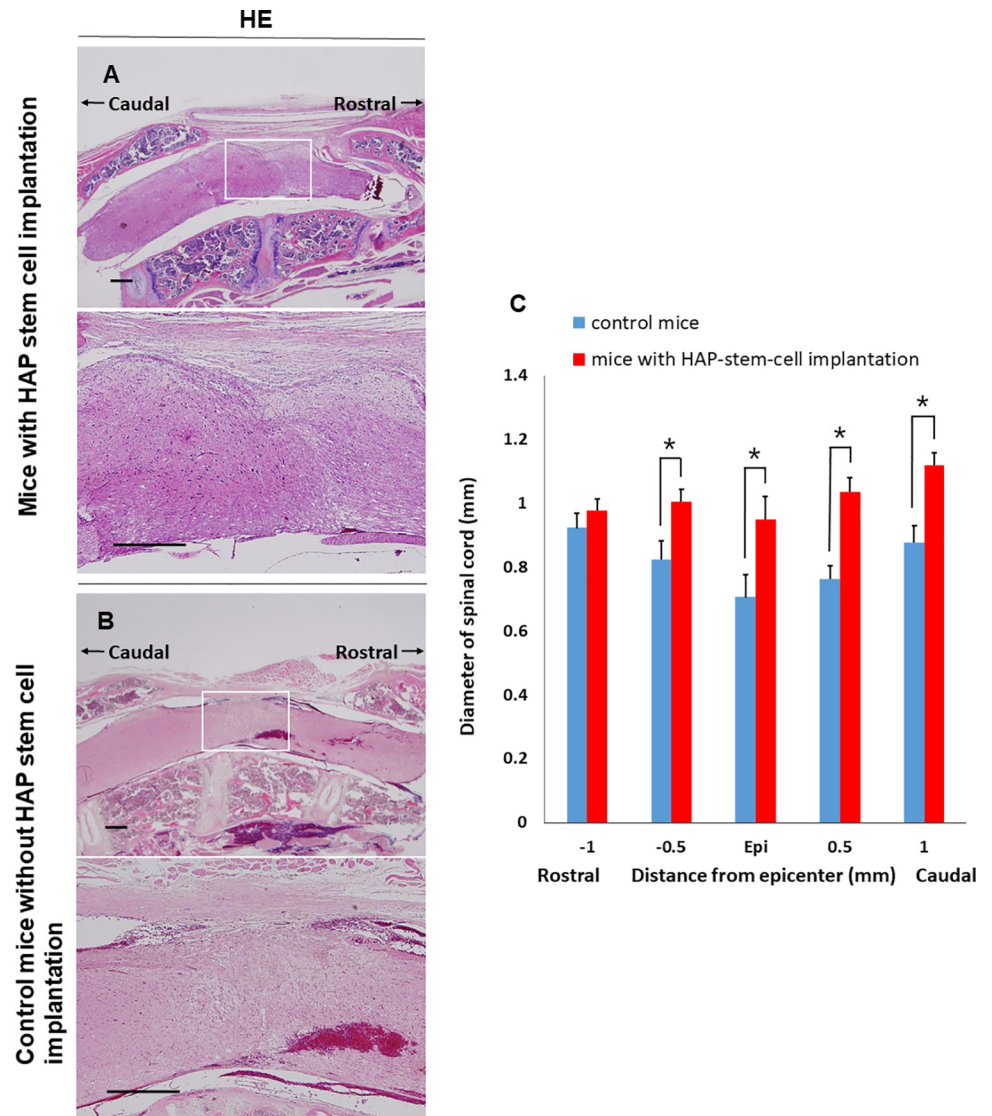 HE
Mice with HAP stem cell implantation
A
← Caudal
Rostral →
Control mice without HAP stem cell
implantation
B
← Caudal
Rostral →
C
control mice
mice with HAP-stem-cell implantation
Diameter of spinal cord (mm)
1.4
1.2
1
0.8
0.6
0.4
0.2
0
*
*
*
*
-1
-0.5
Epi
0.5
1
Rostral
Distance from epicenter (mm)
Caudal